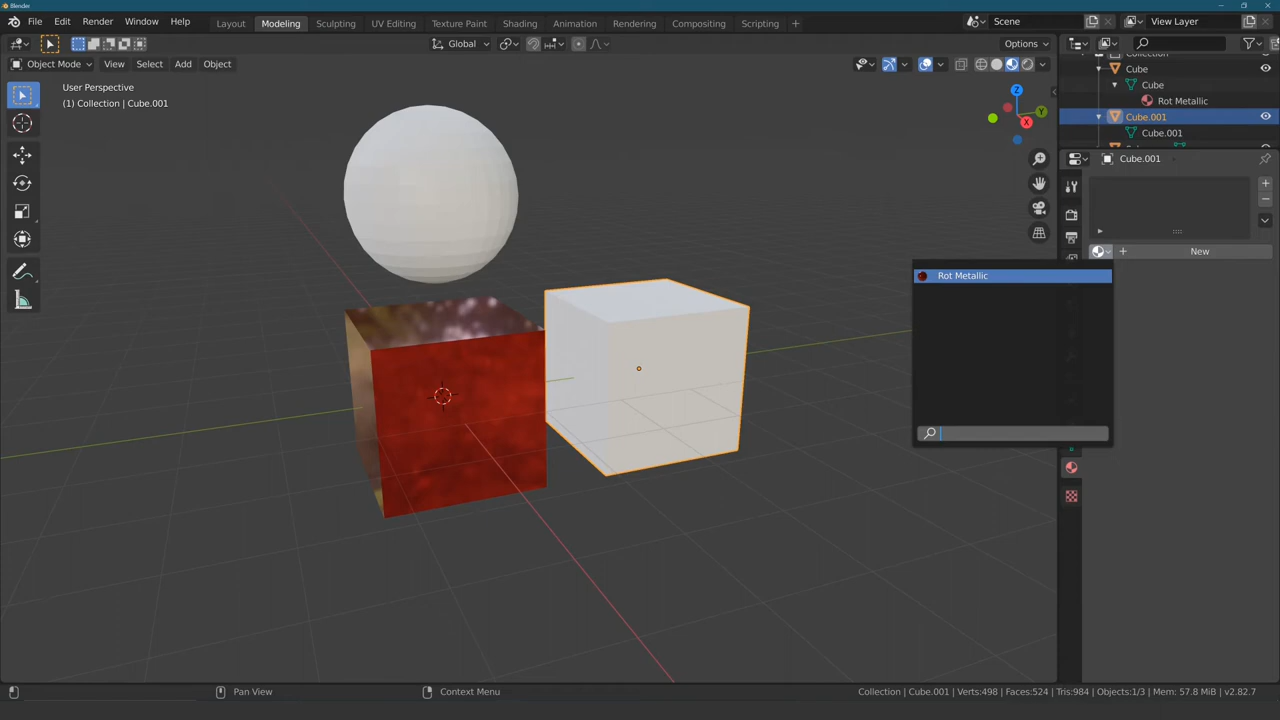 Blender
File Edit Render Window Help Layout Modeling Sculpting UV Editing Texture Paint Shading Animation Rendering Compositing Scripting + Scene View Layer
Global Options
Object Mode View Select Add Object
User Perspective
(1) Collection | Cube.001
Z
Y
X
Collection
Cube
Cube
Rot Metallic
Cube.001
Cube.001
Cube.001
New
Rot Metallic
Pan View Context Menu Collection | Cube.001 | Verts:498 | Faces:524 | Tris:984 | Objects:1/3 | Mem: 57.8 MiB | v2.82.7